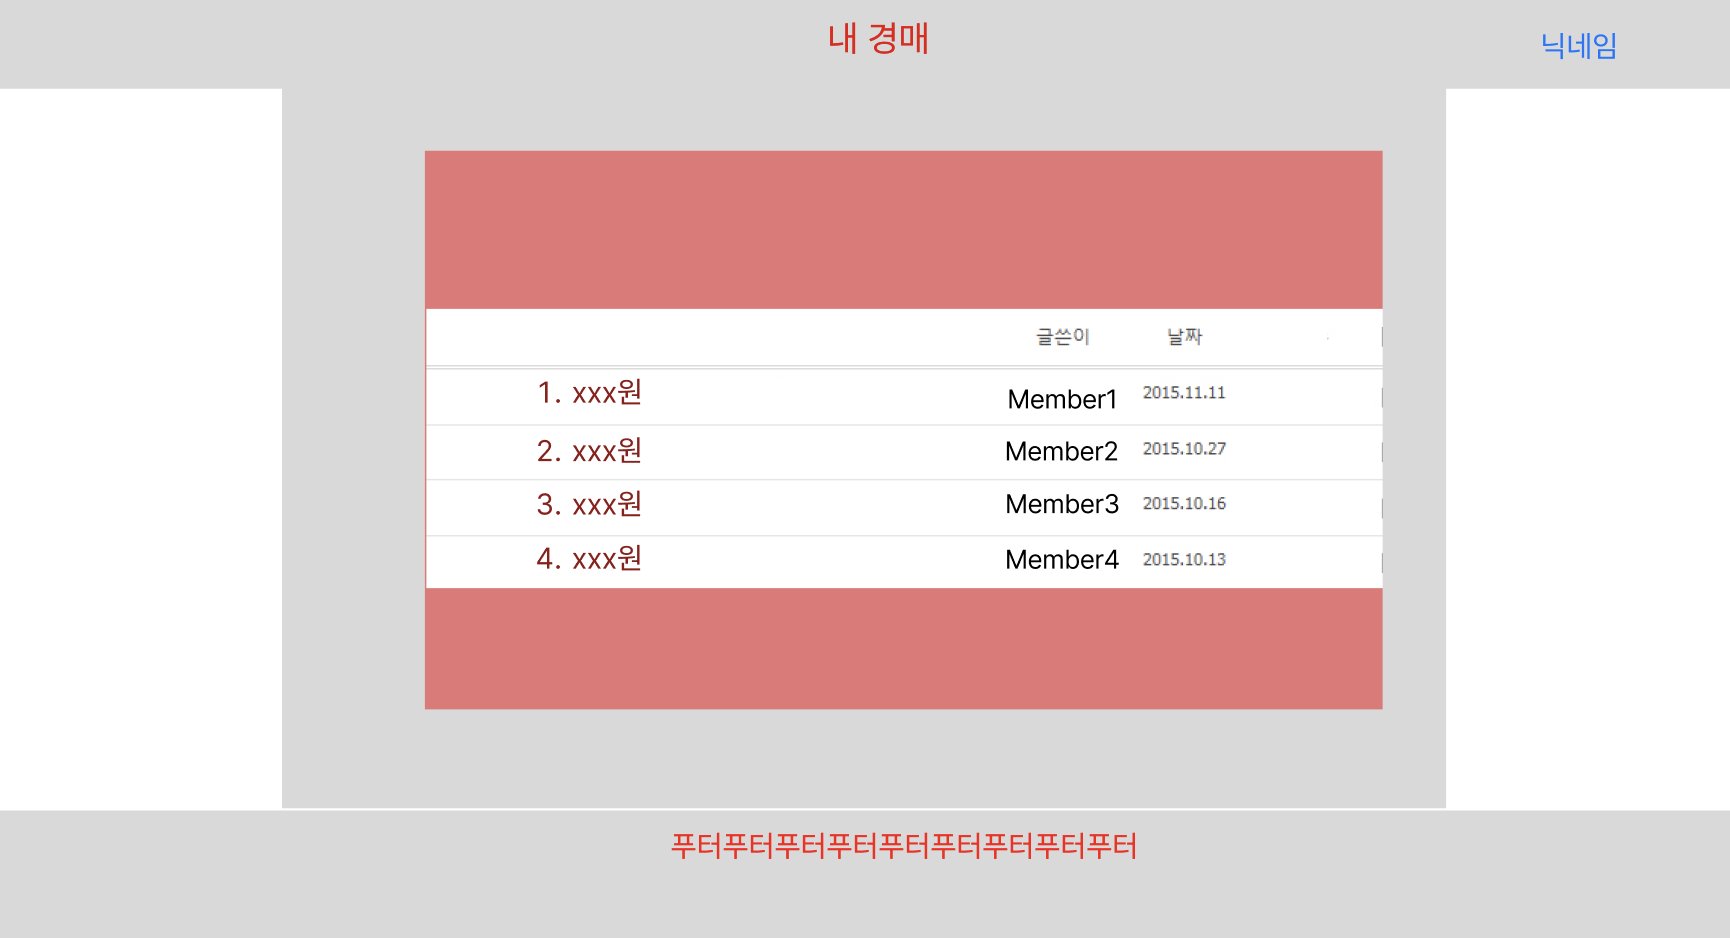 내 경매
닉네임
글쓴이 날짜
1. xxx원 Member1 2015.11.11
2. xxx원 Member2 2015.10.27
3. xxx원 Member3 2015.10.16
4. xxx원 Member4 2015.10.13
푸터푸터푸터푸터푸터푸터푸터푸터푸터